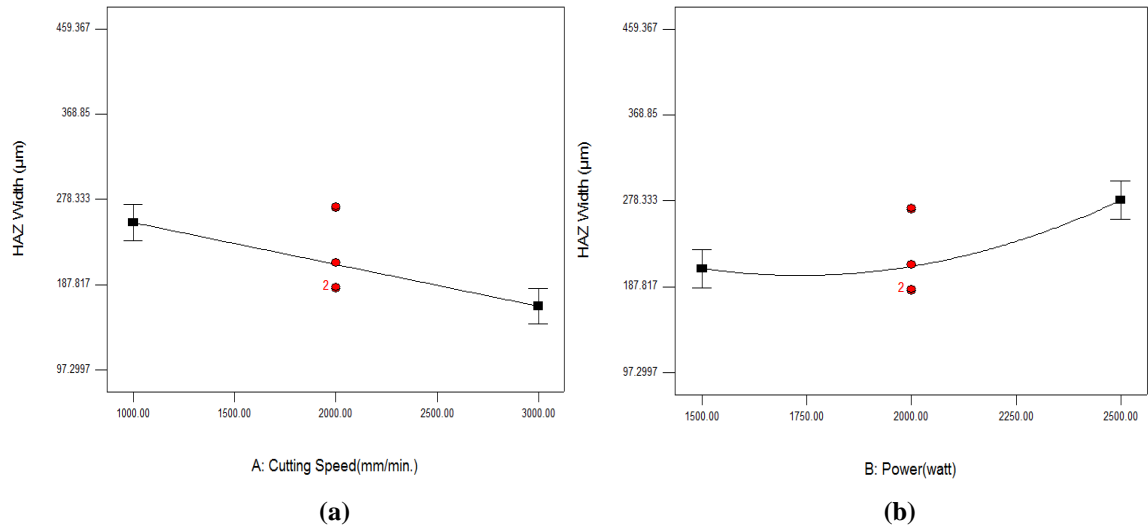 459.367
368.85
278.333
187.817
97.2997
HAZ Width (µm)
2
1000.00 1500.00 2000.00 2500.00 3000.00
A: Cutting Speed(mm/min.)
(a)
459.367
368.85
278.333
187.817
97.2997
HAZ Width (µm)
2
1500.00 1750.00 2000.00 2250.00 2500.00
B: Power(watt)
(b)